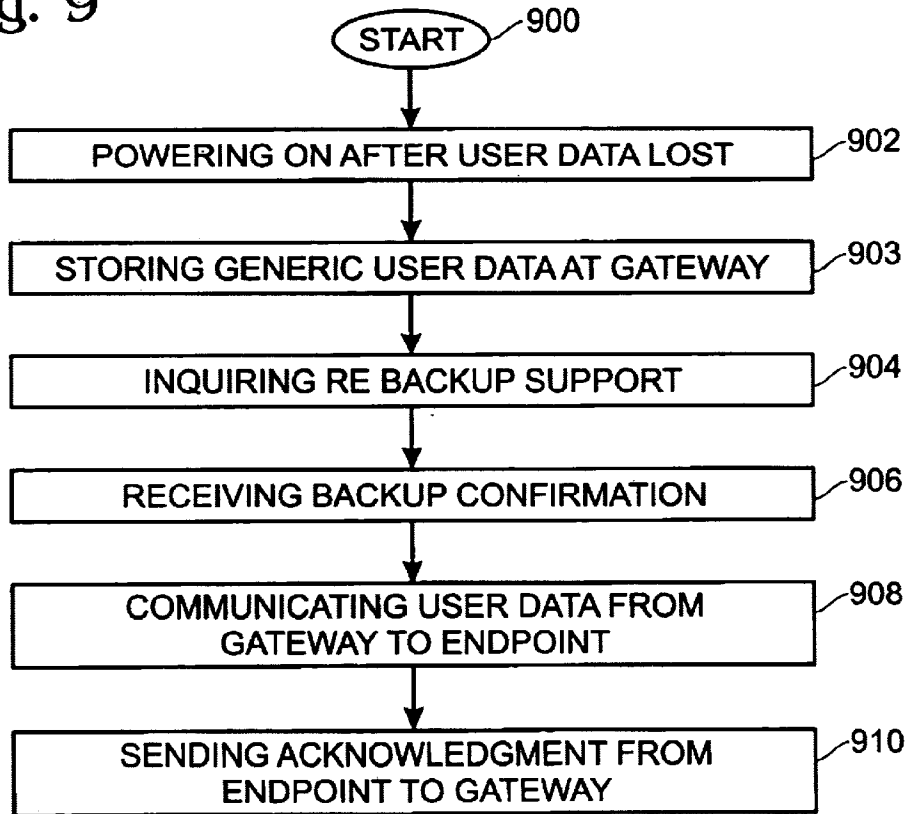 g. 9
START
900
POWERING ON AFTER USER DATA LOST
902
STORING GENERIC USER DATA AT GATEWAY
903
INQUIRING RE BACKUP SUPPORT
904
RECEIVING BACKUP CONFIRMATION
906
COMMUNICATING USER DATA FROM
GATEWAY TO ENDPOINT
908
SENDING ACKNOWLEDGMENT FROM
ENDPOINT TO GATEWAY
910